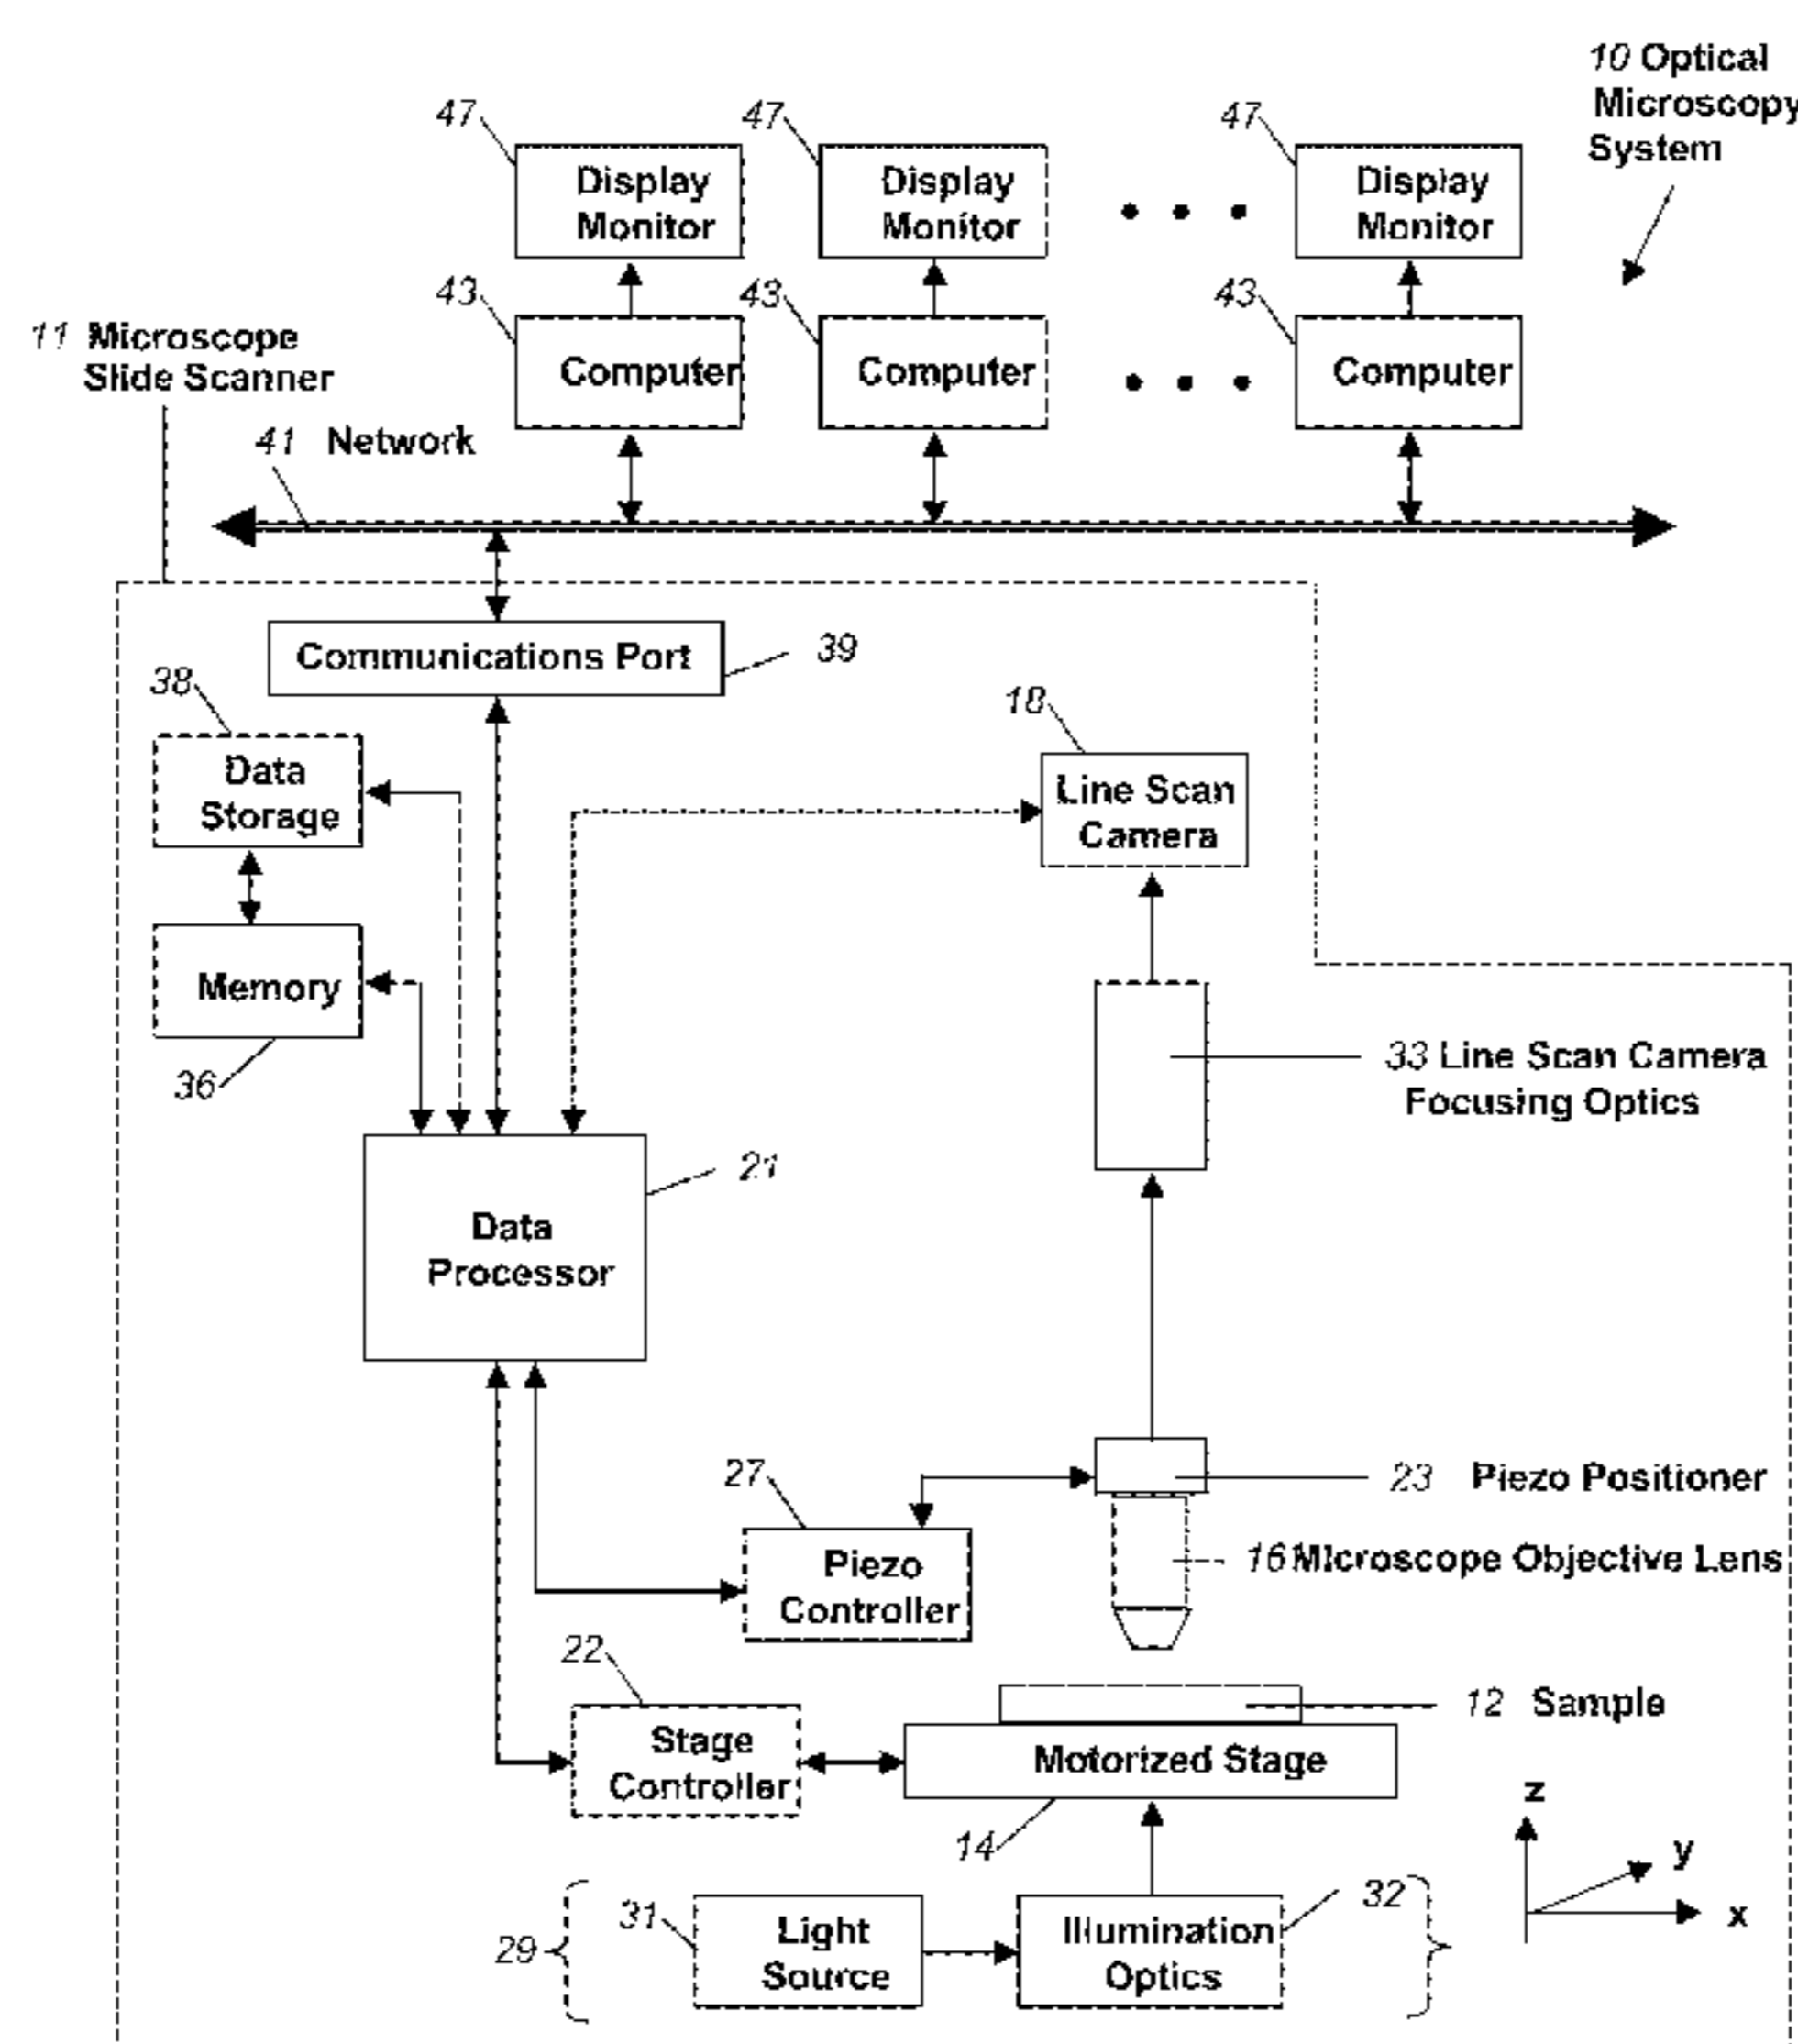 10 Optical
Microscopy
System
47
47
47
Display
Monitor
Display
Monitor
• • •
Display
Monitor
43
43
43
Computer
Computer
• • •
Computer
11 Microscope
Slide Scanner
41 Network
Communications Port
39
38
Data
Storage
18
Line Scan
Camera
Memory
36
33 Line Scan Camera
Focusing Optics
21
Data
Processor
27
23 Piezo Positioner
Piezo
Controller
16 MIcroscope Objective Lens
22
Stage
Controller
12 Sample
Motorized Stage
14
z
y
x
29
31
Light
Source
Illumination
Optics
32